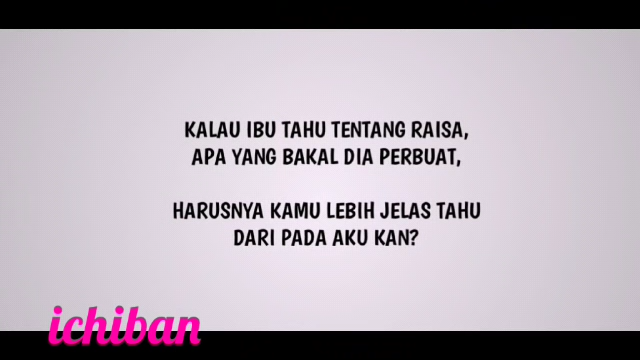 KALAU IBU TAHU TENTANG RAISA,
APA YANG BAKAL DIA PERBUAT,
HARUSNYA KAMU LEBIH JELAS TAHU
DARI PADA AKU KAN?
ichiban